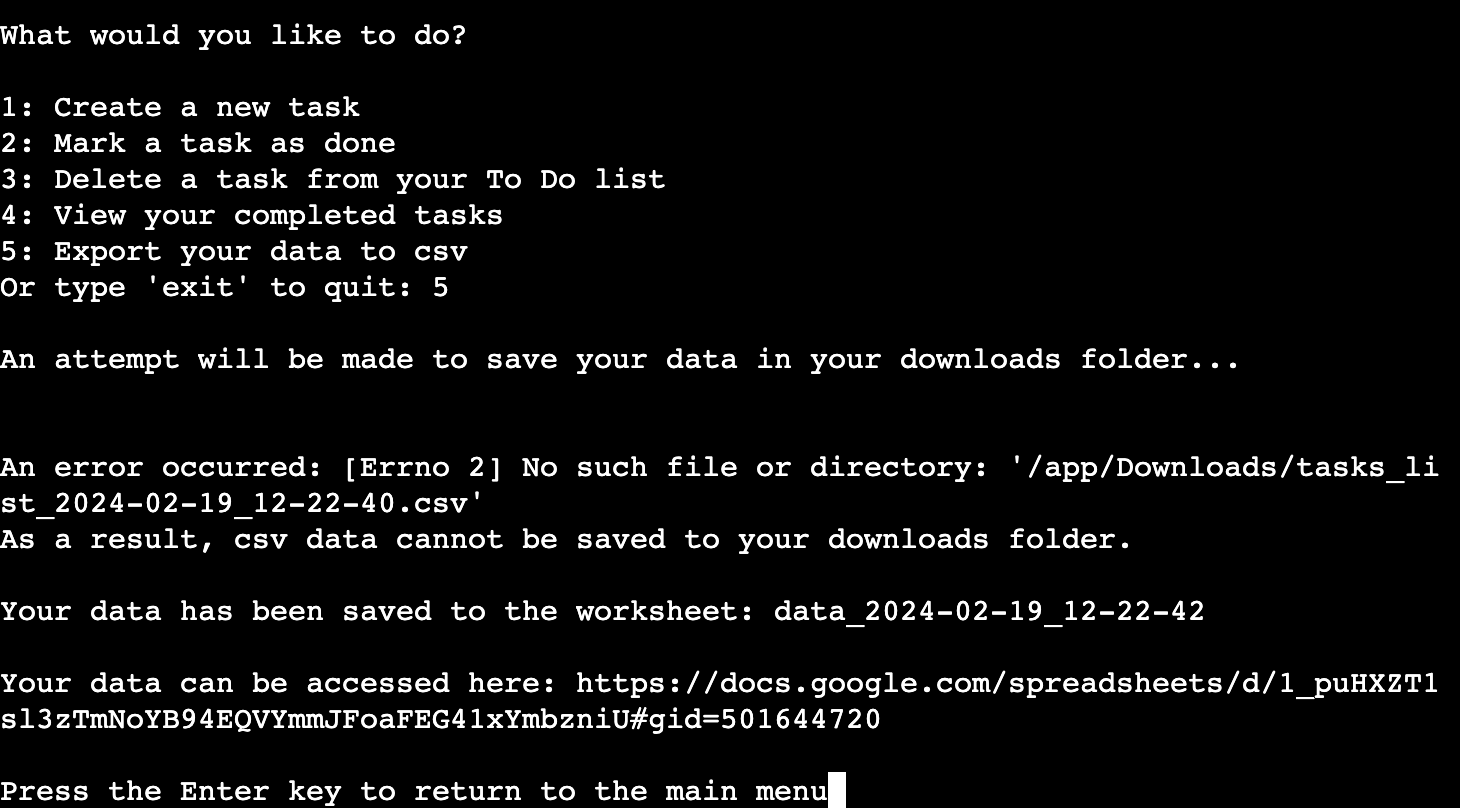 What would you like to do?
1: Create a new task
2: Mark a task as done
3: Delete a task from your To Do list
4: View your completed tasks
5: Export your data to csv
Or type 'exit' to quit: 5
An attempt will be made to save your data in your downloads folder...
An error occurred: [Errno 2] No such file or directory: '/app/Downloads/tasks_li
st_2024-02-19_12-22-40.csv'
As a result, csv data cannot be saved to your downloads folder.
Your data has been saved to the worksheet: data_2024-02-19_12-22-42
Your data can be accessed here: https://docs.google.com/spreadsheets/d/1_puHXZT1
sl3zTmNoYB94EQVYmmJFoaFEG41xYmbzniU#gid=501644720
Press the Enter key to return to the main menu